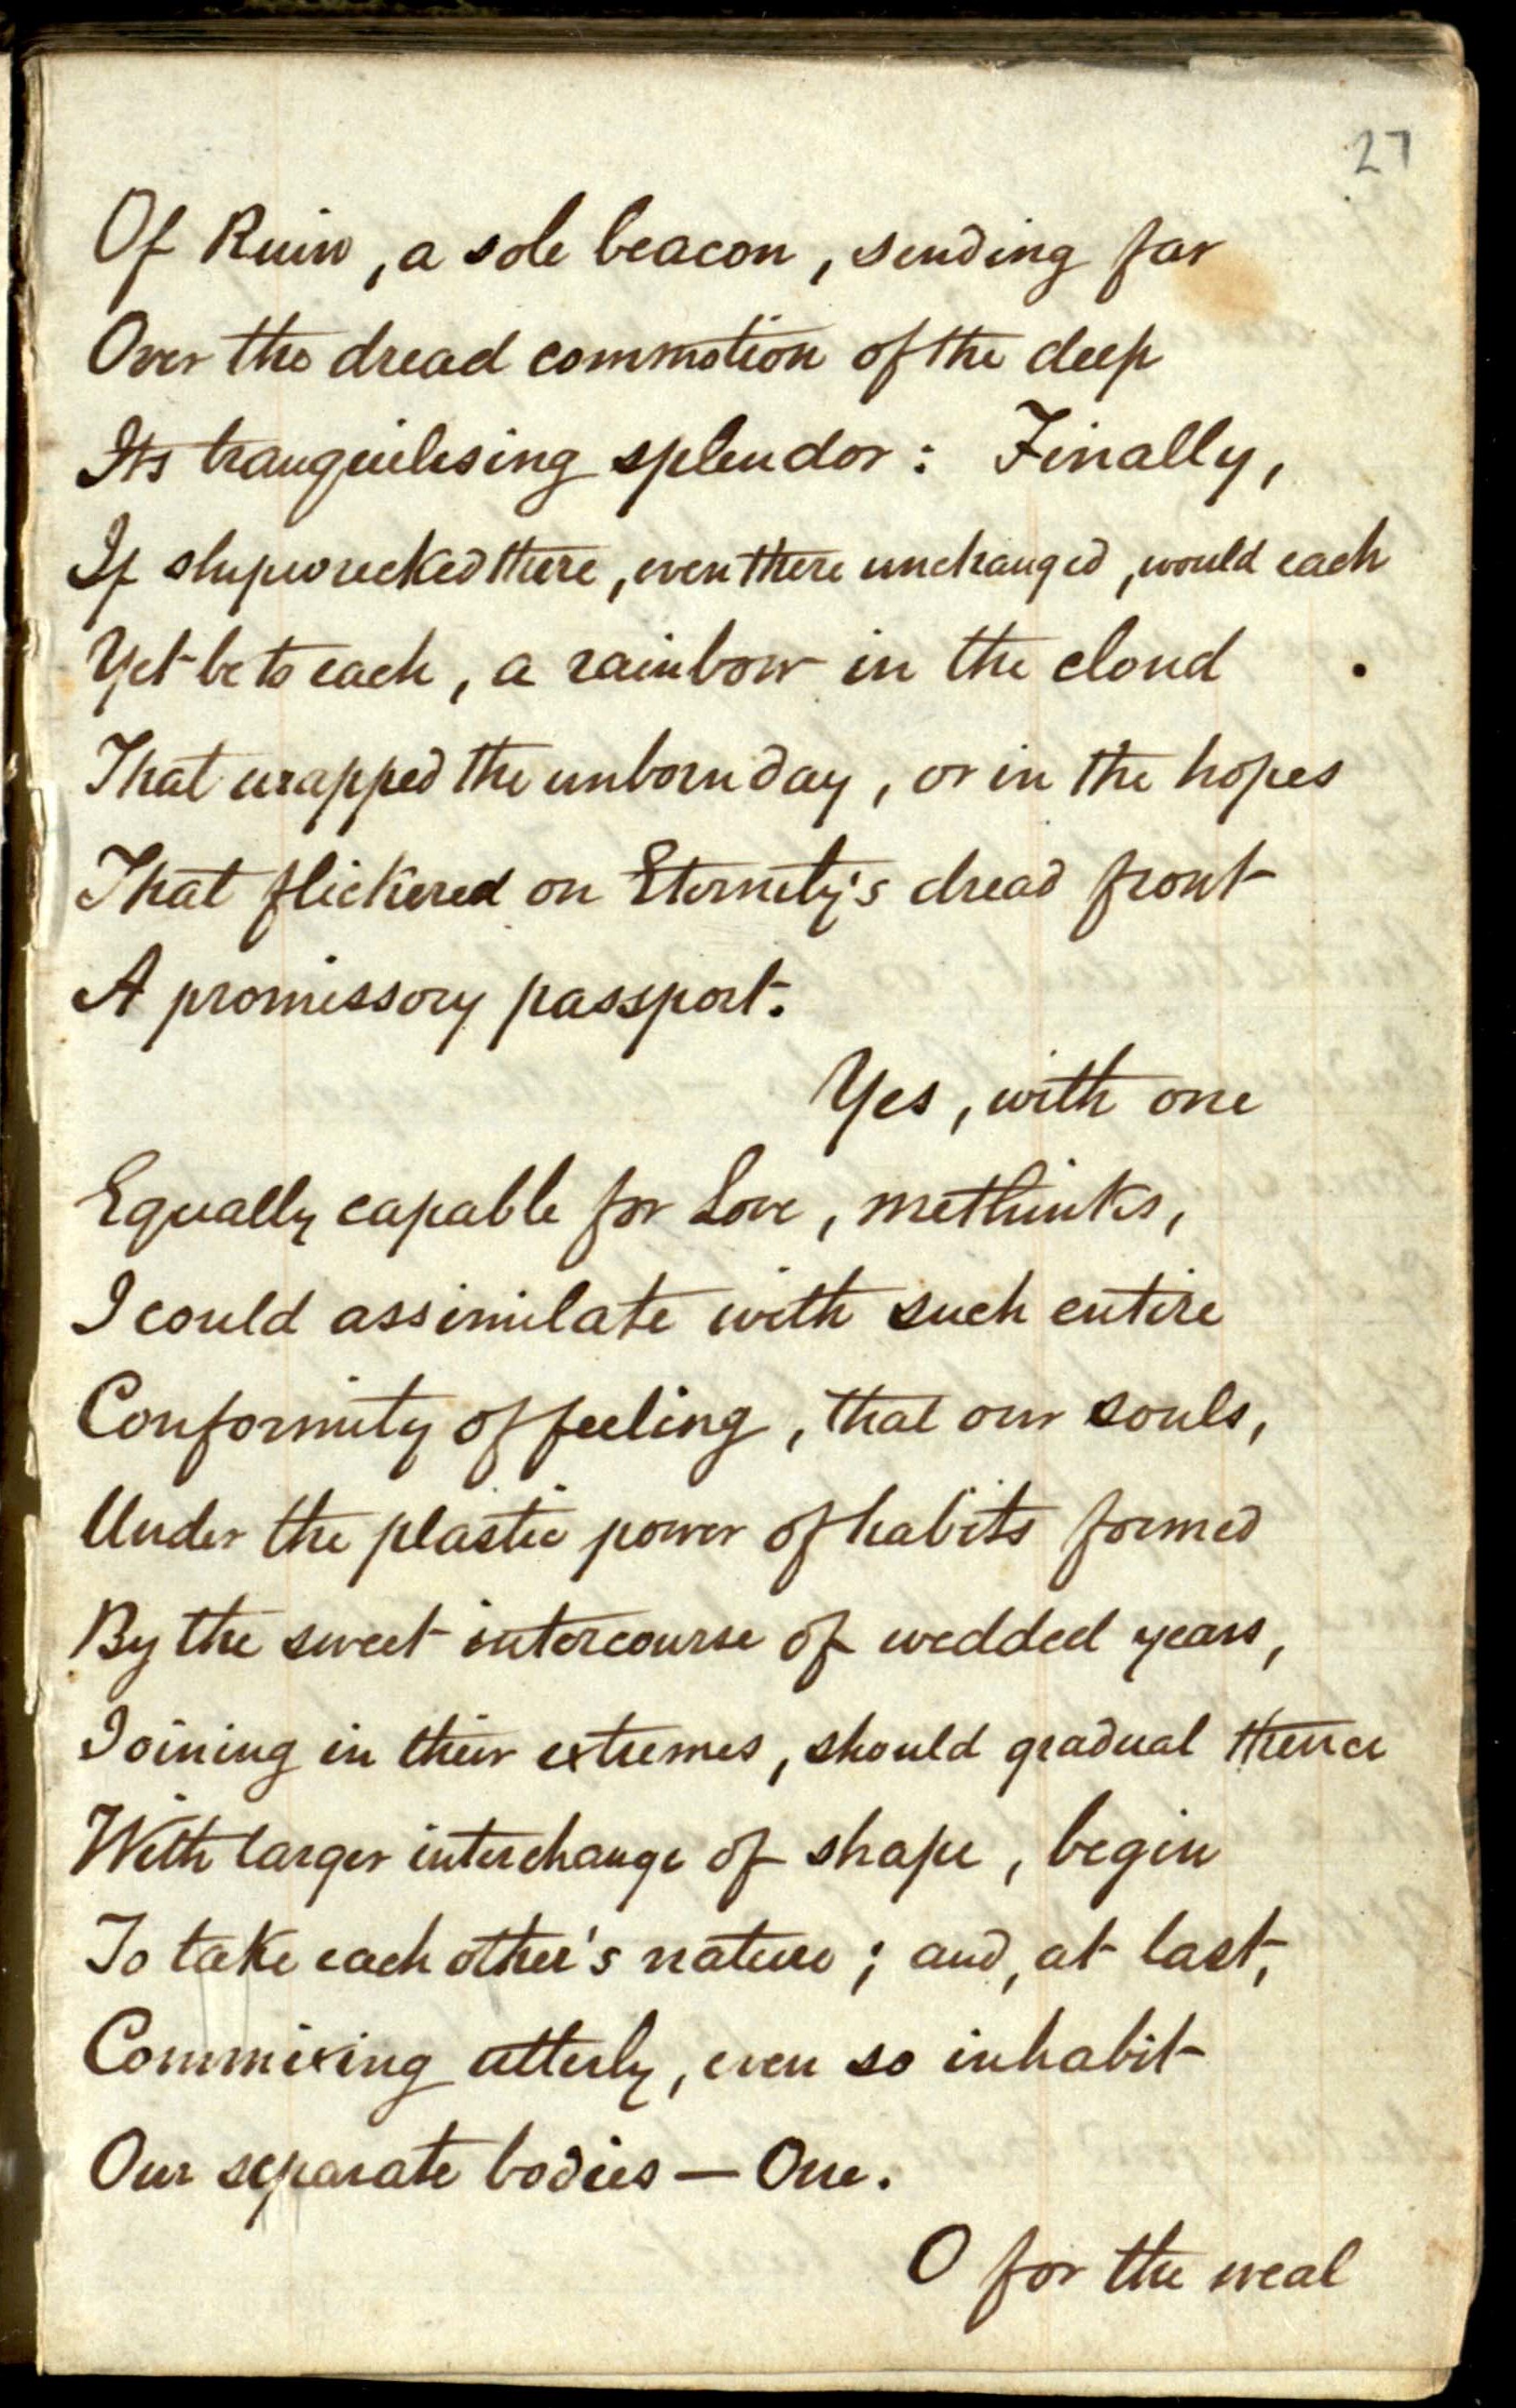 27
Of Ruin, a sole beacon, sending far
Over the dread commotion of the deep
Its tranquilising splendor: Finally,
If shipwrecked there, even there unchanged, would each
Yet be to each, a rainbow in the cloud
That wrapped the unborn day, or in the hopes
That flickered on Eternity's dread front
A promissory passport.
Yes, with one
Equally capable for Love, methinks,
I could assimilate with such entire
Conformity of feeling, that our souls,
Under the plastic power of habits formed
By the sweet intercourse of wedded years,
Joining in their extremes, should gradual thence
With larger interchange of shape, begin
To take each other's nature; and, at last,
Commixing utterly, even so inhabit
Our separate bodies — One.
O for the weal